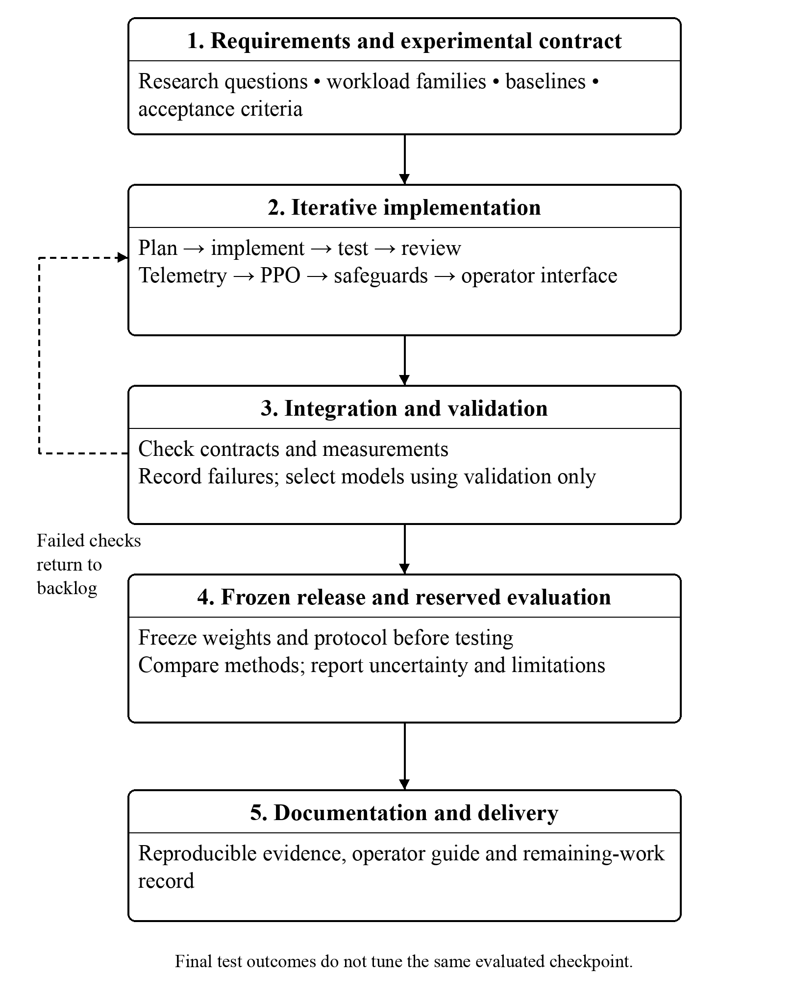 1. Requirements and experimental contract
Research questions • workload families • baselines •
acceptance criteria
2. Iterative implementation
Plan → implement → test → review
Telemetry → PPO → safeguards → operator interface
3. Integration and validation
Check contracts and measurements
Record failures; select models using validation only
Failed checks
return to
backlog
4. Frozen release and reserved evaluation
Freeze weights and protocol before testing
Compare methods; report uncertainty and limitations
5. Documentation and delivery
Reproducible evidence, operator guide and remaining-work
record
Final test outcomes do not tune the same evaluated checkpoint.